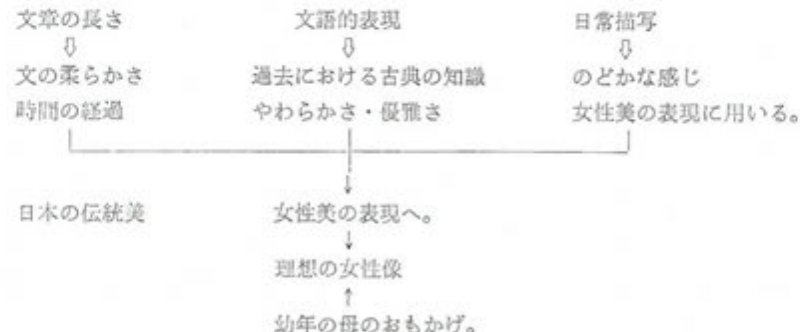 文章の長さ 文語的表現 日常描写
⇩ ⇩ ⇩
文の柔らかさ 過去における古典の知識 のどかな感じ
時間の経過 やわらかさ・優雅さ 女性美の表現に用いる。
↓
日本の伝統美 女性美の表現へ。
↓
理想の女性像
↑
幼年の母のおもかげ。